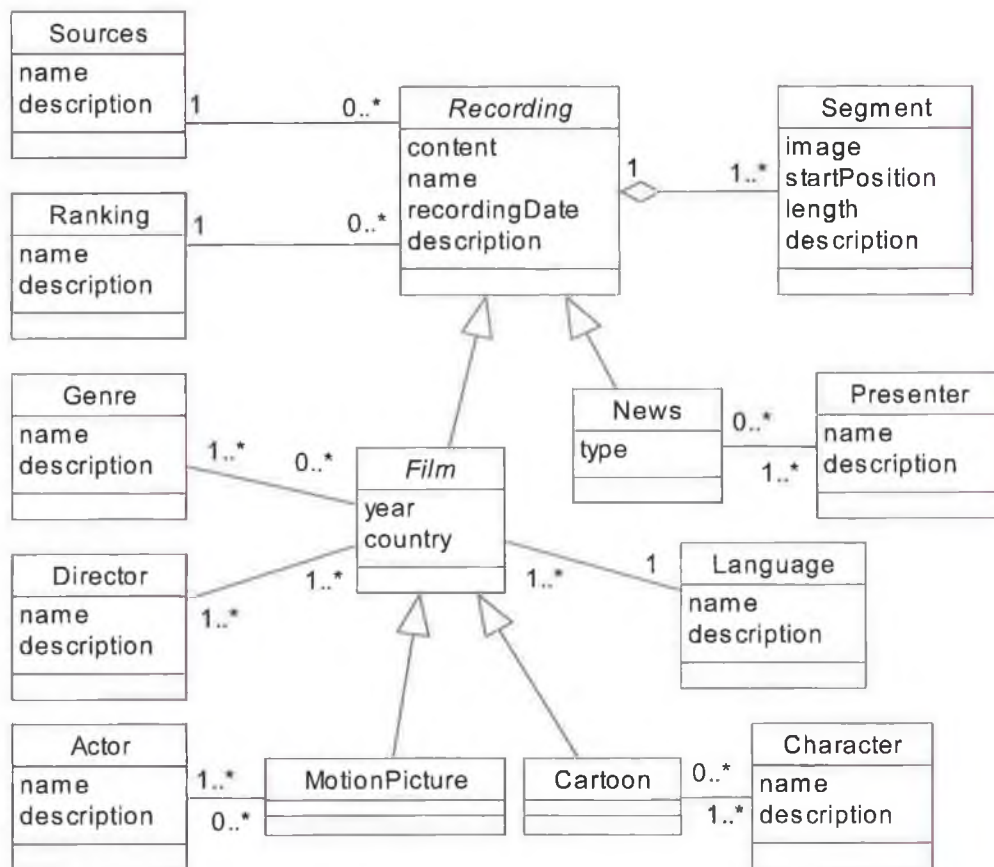 Sources
name
description
1
0..*
Recording
content
name
recordingDate
description
1
1..*
Segment
image
startPosition
length
description
Ranking
name
description
1
0..*
Genre
name
description
1..*
0..*
Film
year
country
News
type
0..*
1..*
Presenter
name
description
Director
name
description
1..*
1..*
1..*
1
Language
name
description
Actor
name
description
1..*
0..*
MotionPicture
Cartoon
0..*
1..*
Character
name
description